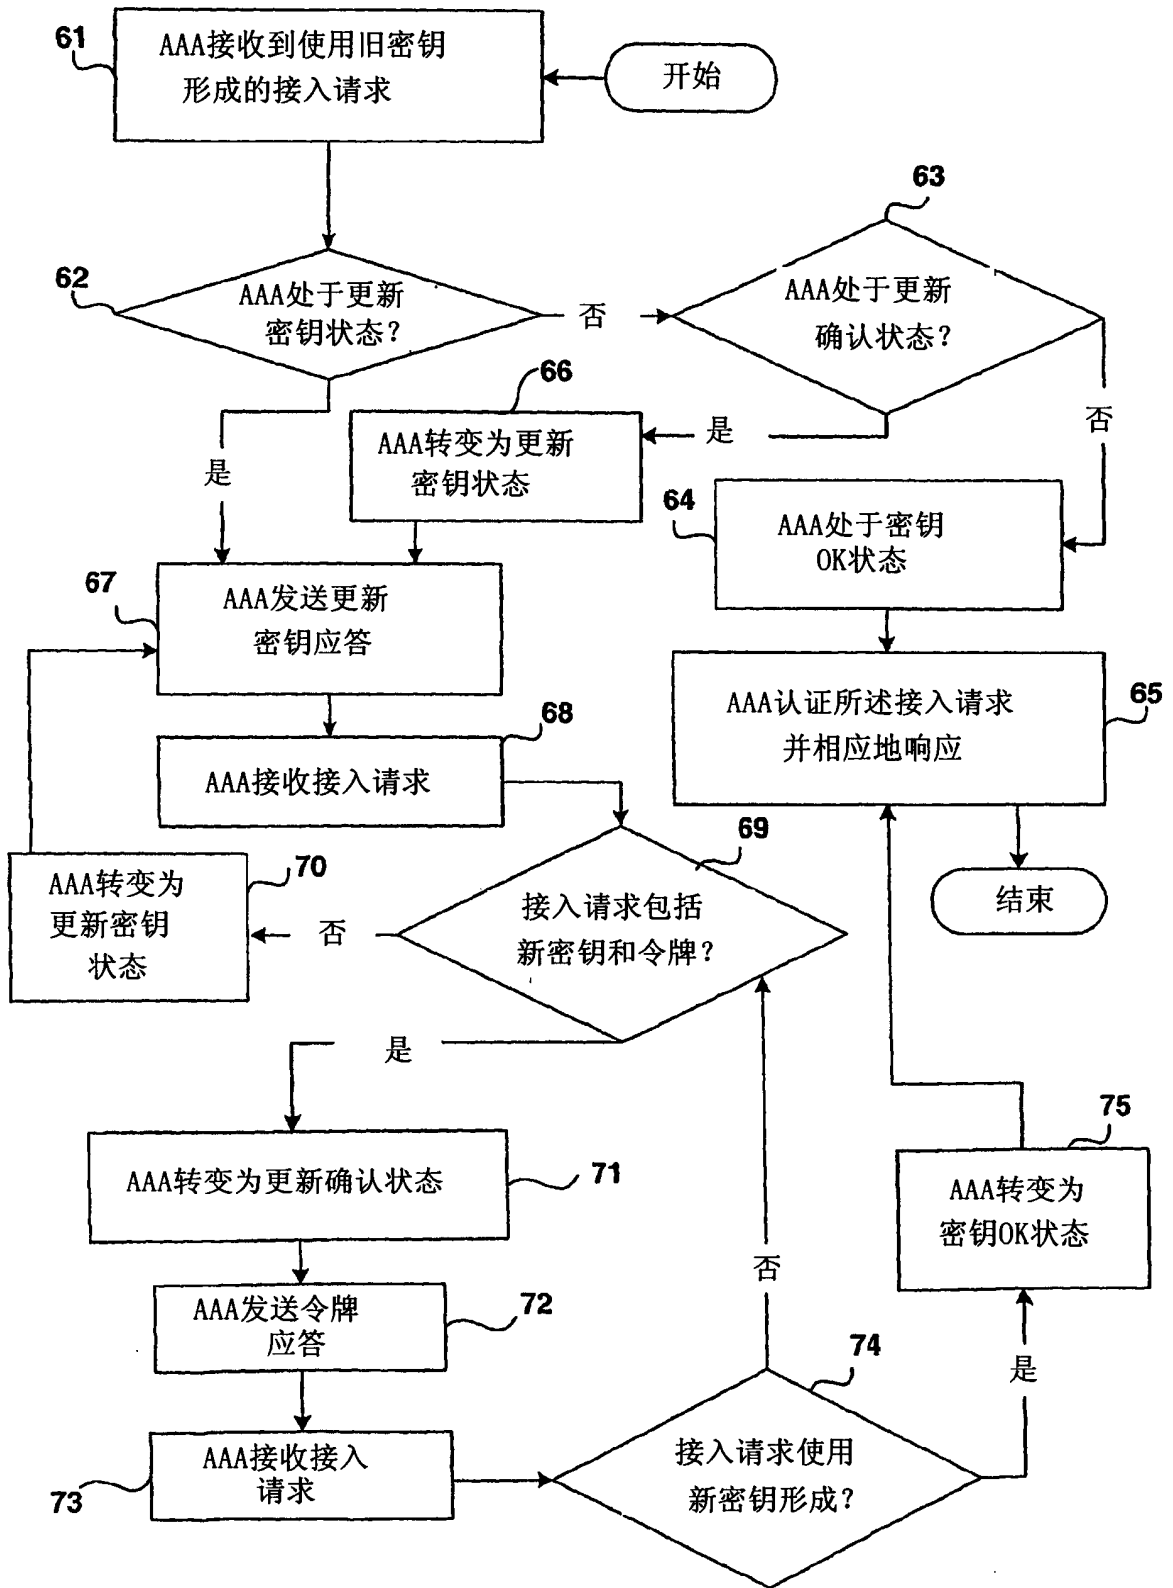 61
AAA接收到使用旧密钥
形成的接入请求
开始
62
AAA处于更新
密钥状态？
否
63
AAA处于更新
确认状态？
是
66
AAA转变为更新
密钥状态
是
否
64
AAA处于密钥
OK状态
67
AAA发送更新
密钥应答
65
AAA认证所述接入请求
并相应地响应
68
AAA接收接入请求
结束
69
接入请求包括
新密钥和令牌？
否
70
AAA转变为
更新密钥
状态
是
71
AAA转变为更新确认状态
72
AAA发送令牌
应答
73
AAA接收接入
请求
74
接入请求使用
新密钥形成？
否
是
75
AAA转变为
密钥OK状态